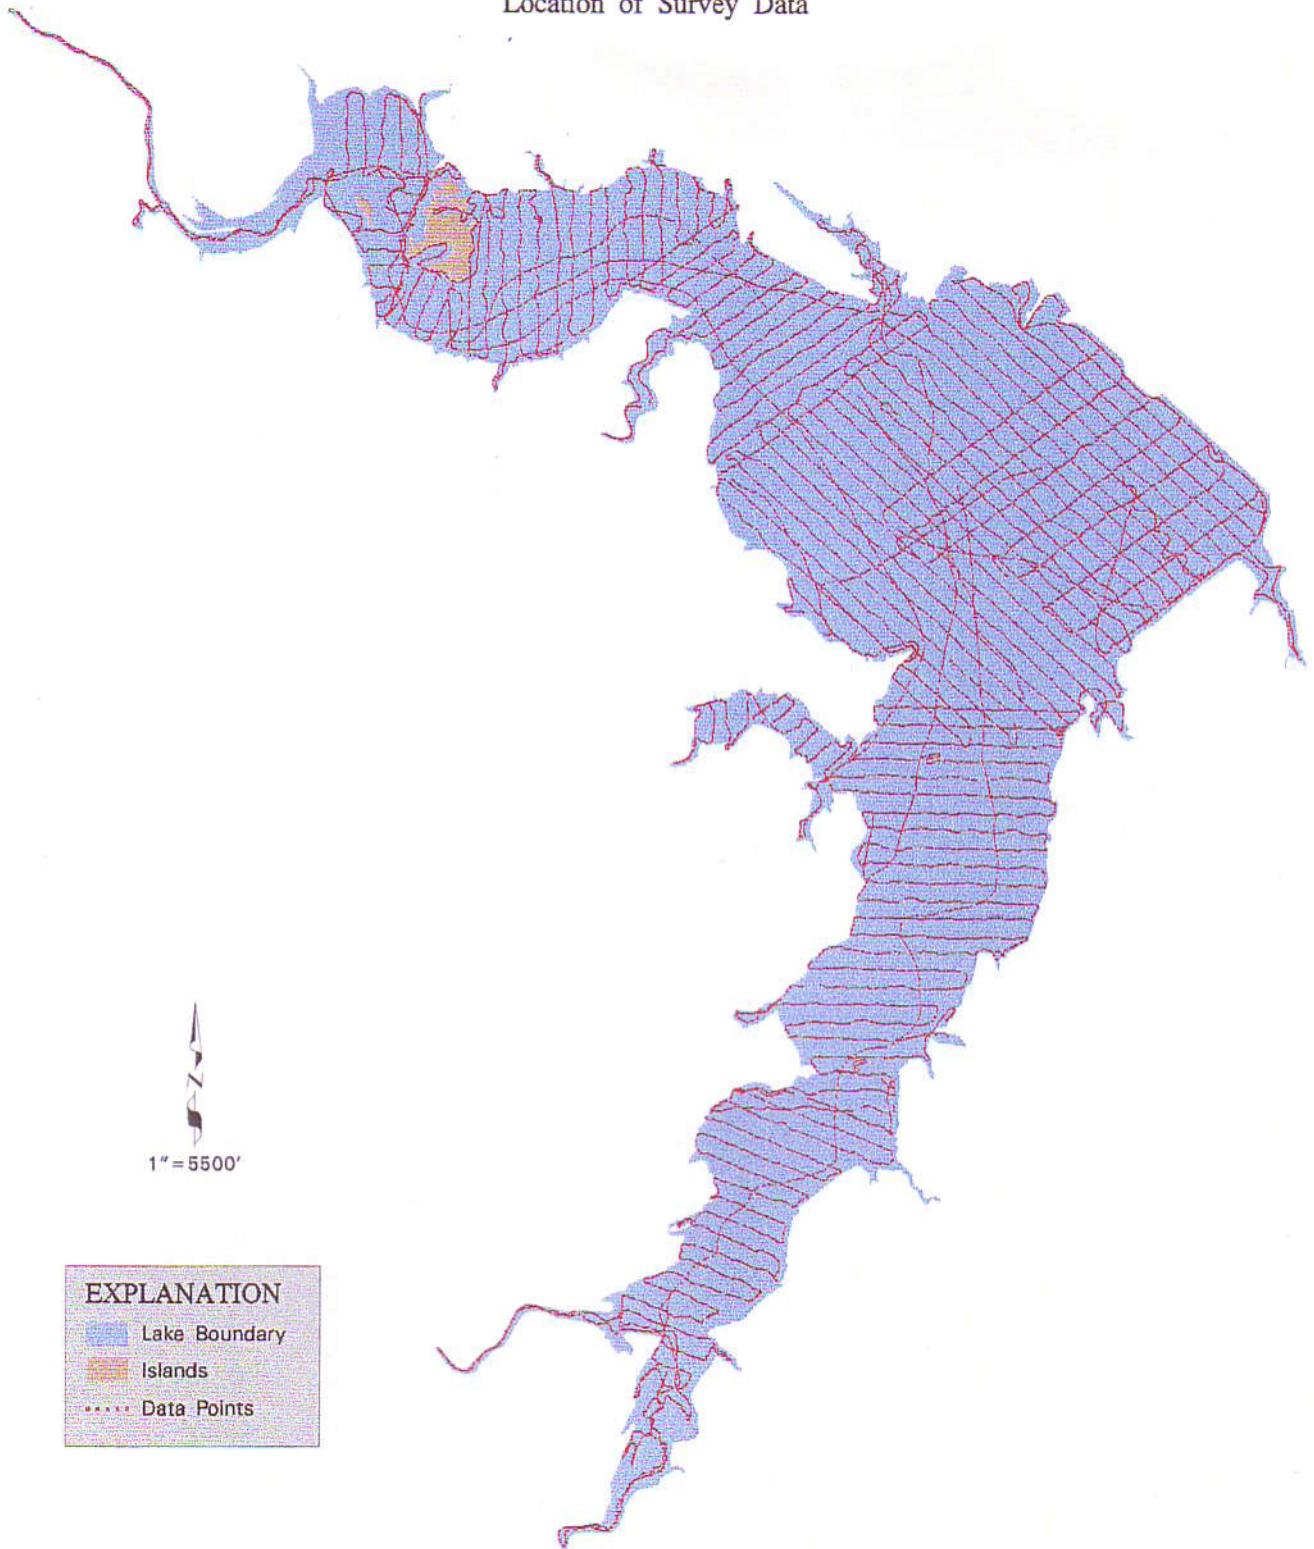 Location of Survey Data
N
1"=5500'
EXPLANATION
Lake Boundary
Islands
Data Points